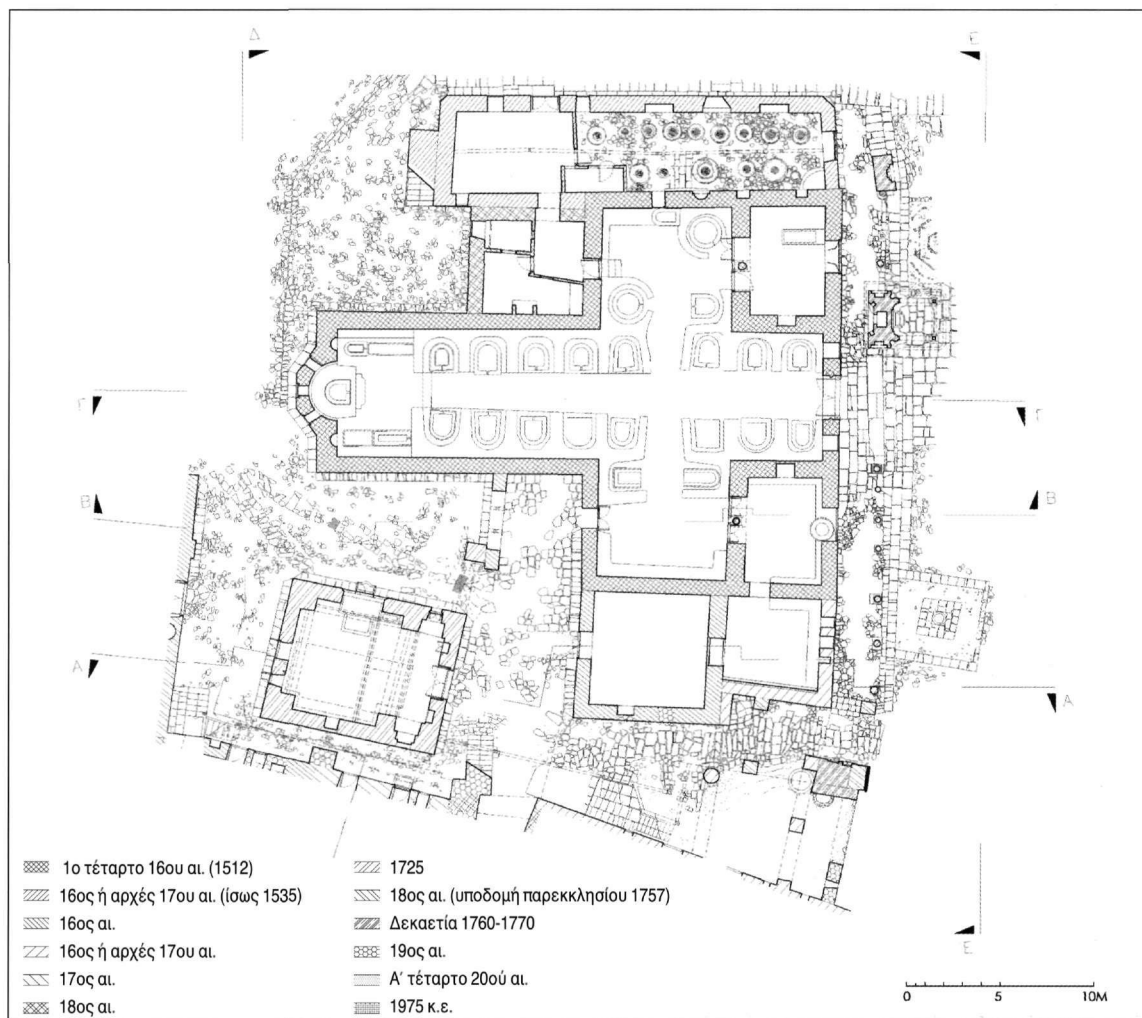 Δ Ε
Γ Γ
Β Β
Α Α
Ε
1ο τέταρτο 16ου αι. (1512)
16ος ή αρχές 17ου αι. (ίσως 1535)
16ος αι.
16ος ή αρχές 17ου αι.
17ος αι.
18ος αι.
1725
18ος αι. (υποδομή παρεκκλησίου 1757)
Δεκαετία 1760-1770
19ος αι.
Α΄ τέταρτο 20ού αι.
1975 κ.ε.
0 5 10Μ